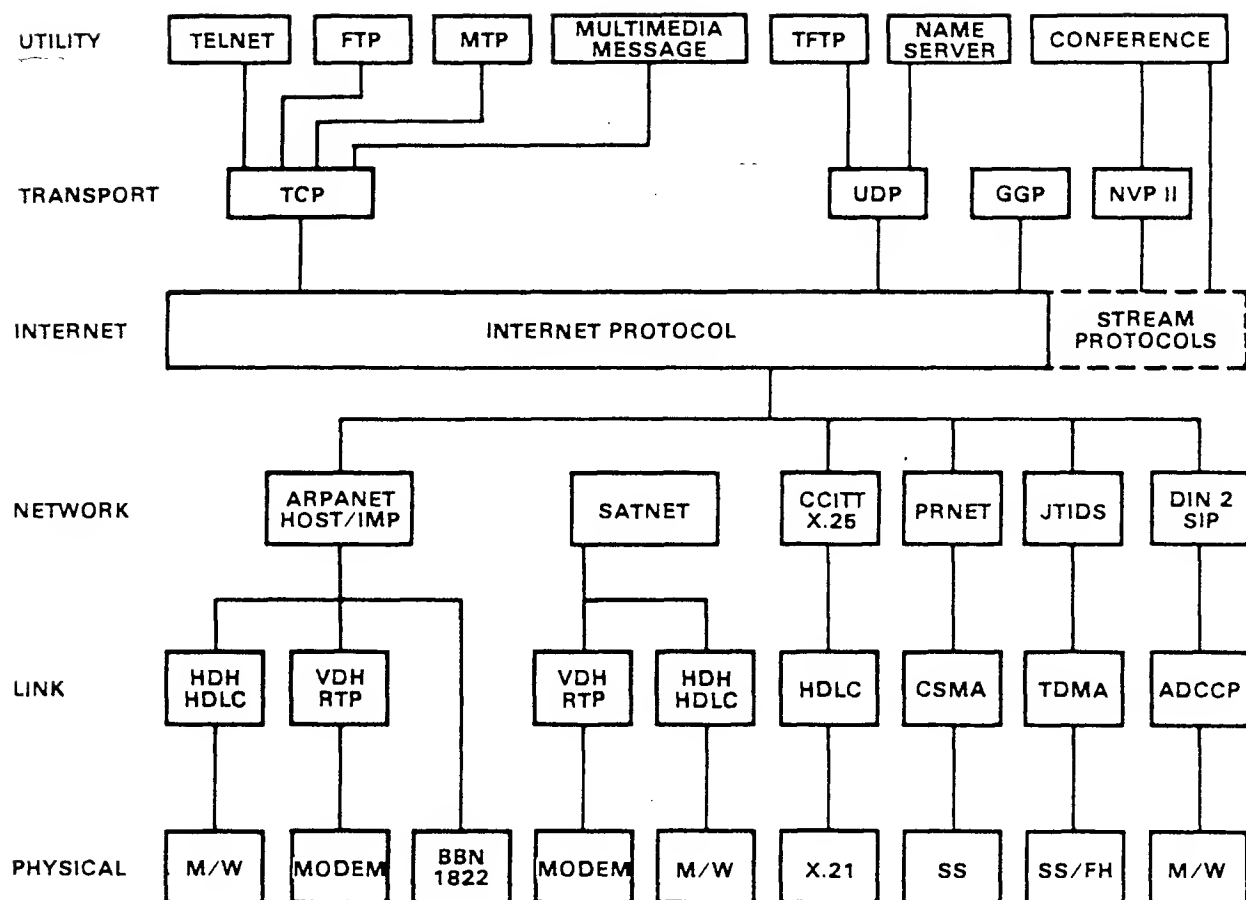 UTILITY
TELNET
FTP
MTP
MULTIMEDIA
MESSAGE
TFTP
NAME
SERVER
CONFERENCE
TRANSPORT
TCP
UDP
GGP
NVP II
INTERNET
INTERNET PROTOCOL
STREAM
PROTOCOLS
NETWORK
ARPANET
HOST/IMP
SATNET
CCITT
X.25
PRNET
JTIDS
DIN 2
SIP
LINK
HDH
HDLC
VDH
RTP
VDH
RTP
HDH
HDLC
HDLC
CSMA
TDMA
ADCCP
PHYSICAL
M/W
MODEM
BBN
1822
MODEM
M/W
X.21
SS
SS/FH
M/W